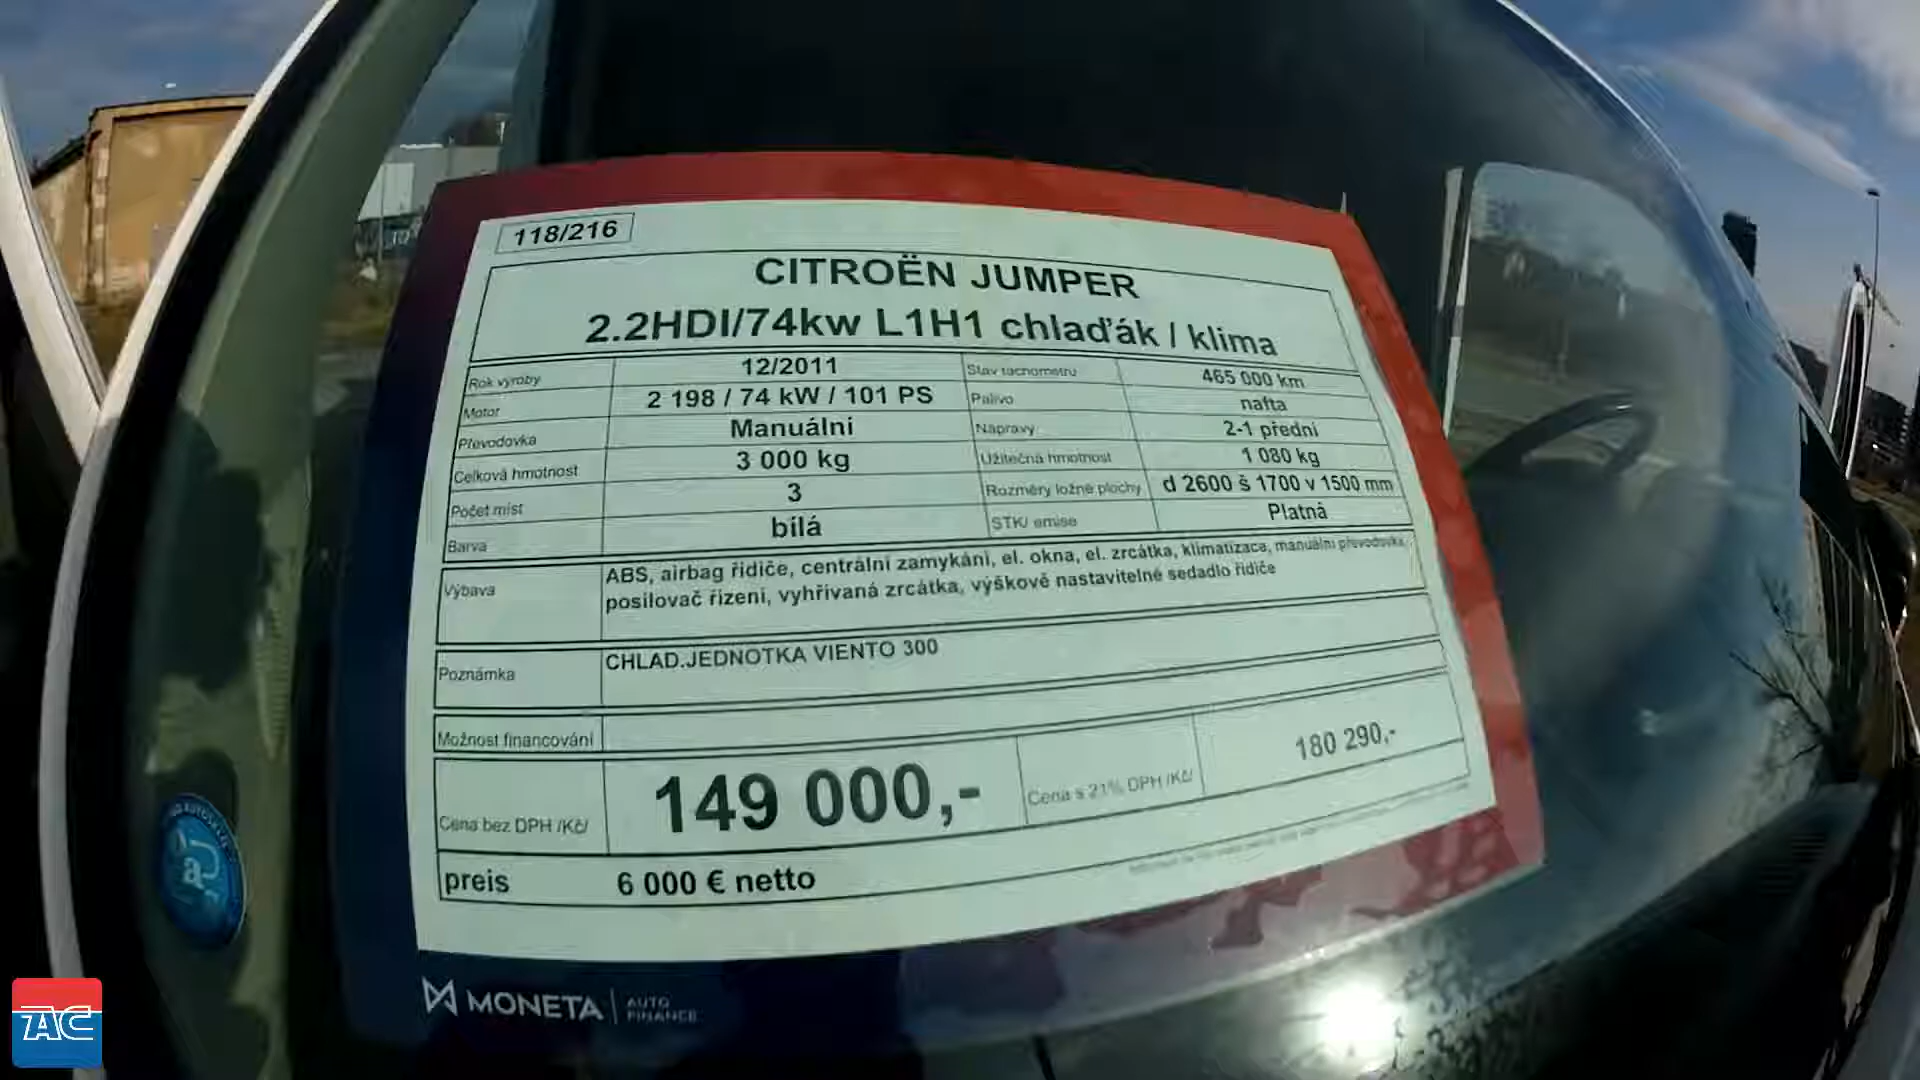 118/216
CITROËN JUMPER
2.2HDI/74kw L1H1 chlaďák / klima
Rok výroby 12/2011 Stav tachometru 465 000 km
Motor 2 198 / 74 kW / 101 PS Palivo nafta
Převodovka Manuální Nápravy 2-1 přední
Celková hmotnost 3 000 kg Užitečná hmotnost 1 080 kg
Počet míst 3 Rozměry ložné plochy d 2600 š 1700 v 1500 mm
Barva bílá STK/ emise Platná
Výbava ABS, airbag řidiče, centrální zamykání, el. okna, el. zrcátka, klimatizace, manuální převodovka,
posilovač řízení, vyhřívaná zrcátka, výškově nastavitelné sedadlo řidiče
Poznámka CHLAD.JEDNOTKA VIENTO 300
Možnost financování
Cena bez DPH /Kč/ 149 000,- Cena s 21% DPH /Kč/ 180 290,-
preis 6 000 € netto
MONETA AUTO
FINANCE
a
AC